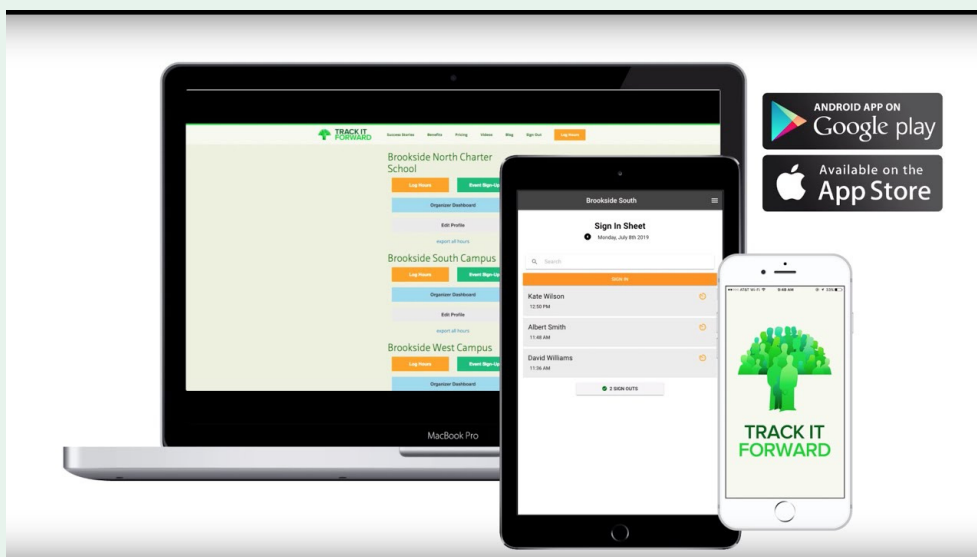 TRACK IT
FORWARD
Success Stories Benefits Pricing Videos Blog Sign Out Log Hours
Brookside North Charter
School
Log Hours Event Sign-Up
Organizer Dashboard
Edit Profile
export all hours
Brookside South Campus
Log Hours Event Sign-Up
Organizer Dashboard
Edit Profile
export all hours
Brookside West Campus
Log Hours Event Sign-Up
Organizer Dashboard
MacBook Pro
Brookside South
Sign In Sheet
Monday, July 8th 2019
Search
SIGN IN
Kate Wilson
12:50 PM
Albert Smith
11:48 AM
David Williams
11:36 AM
2 SIGN OUTS
ANDROID APP ON
Google play
Available on the
App Store
AT&T Wi-Fi
TRACK IT
FORWARD